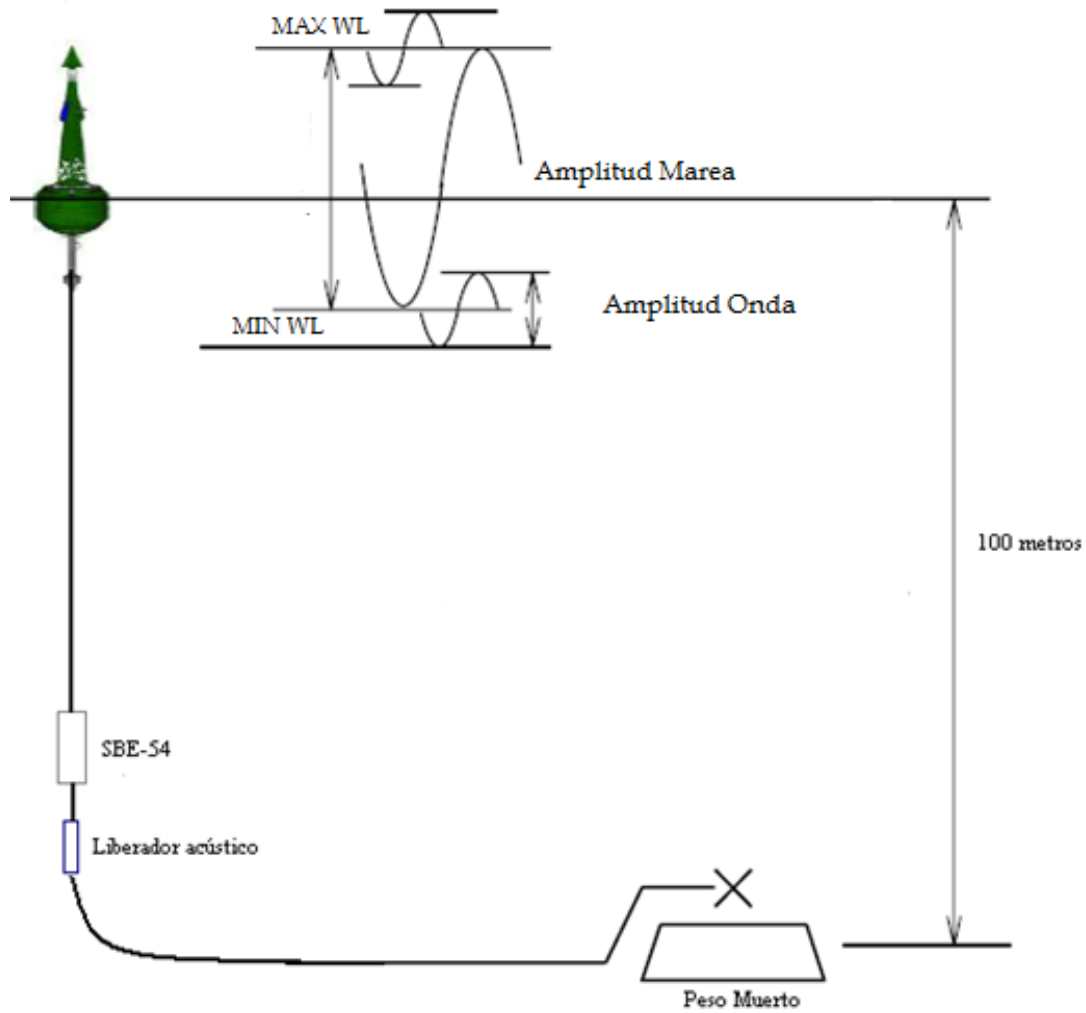 MAX WL
Amplitud Marea
Amplitud Onda
MIN WL
100 metros
SBE-54
Liberador acústico
Peso Muerto